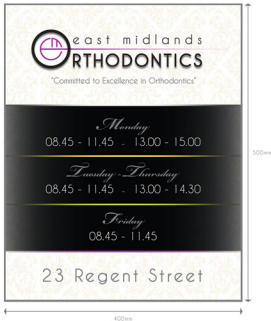 east midlands
ORTHODONTICS
"Committed to Excellence in Orthodontics"
Monday
08.45 - 11.45 . 13.00 - 15.00
Tuesday - Thursday
08.45 - 11.45 . 13.00 - 14.30
Friday
08.45 - 11.45
23 Regent Street
500mm
400mm